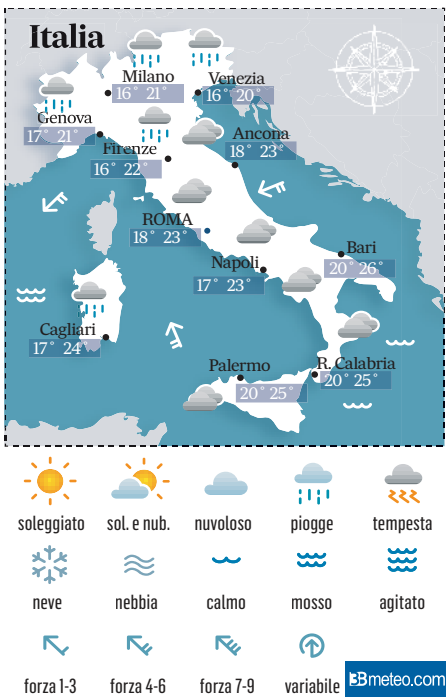 Italia
Milano
16° 21°
Venezia
16° 20°
Genova
17° 21°
Firenze
16° 22°
Ancona
18° 23°
ROMA
18° 23°
Napoli
17° 23°
Bari
20° 26°
Cagliari
17° 24°
Palermo
20° 25°
R. Calabria
20° 25°
soleggiato
sol. e nub.
nuvoloso
piogge
tempesta
neve
nebbia
calmo
mosso
agitato
forza 1-3
forza 4-6
forza 7-9
variabile
3Bmeteo.com